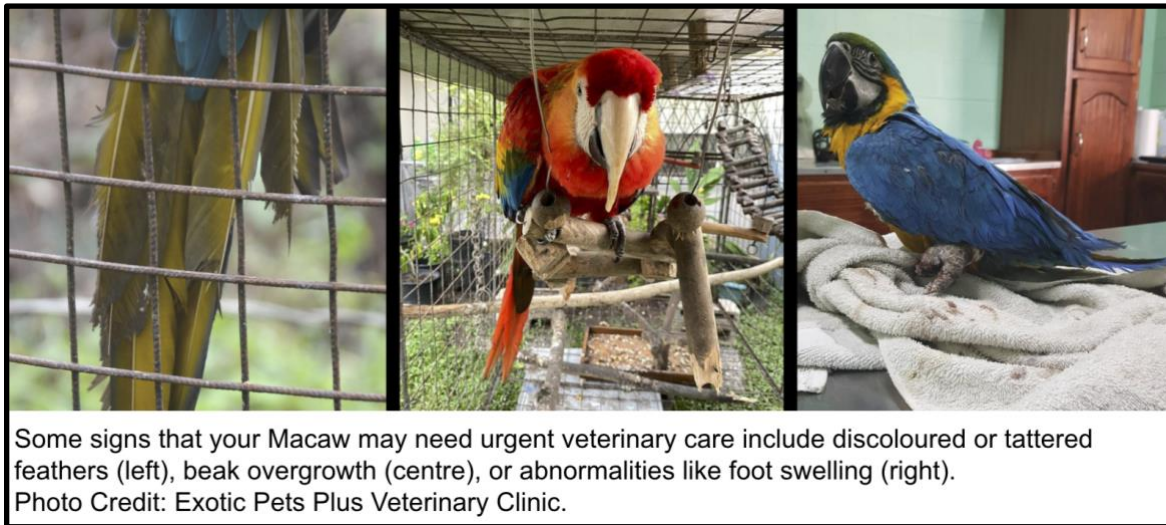 Some signs that your Macaw may need urgent veterinary care include discoloured or tattered
feathers (left), beak overgrowth (centre), or abnormalities like foot swelling (right).
Photo Credit: Exotic Pets Plus Veterinary Clinic.